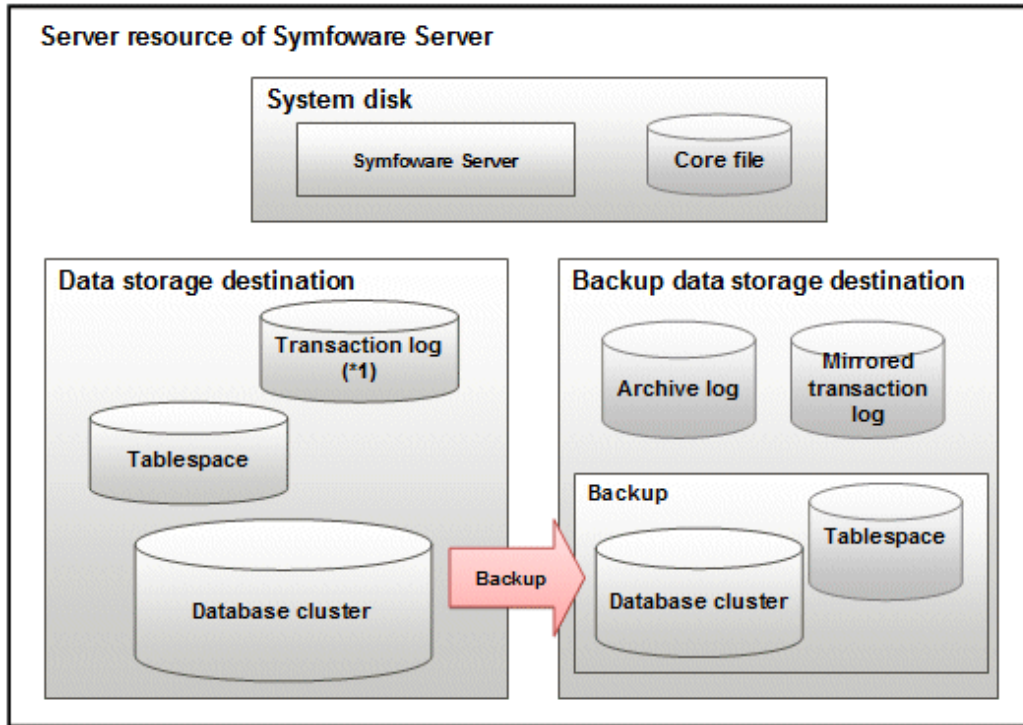 Server resource of Symfoware Server
System disk
Symfoware Server
Core file
Data storage destination
Transaction log
(*1)
Tablespace
Database cluster
Backup
Backup data storage destination
Archive log
Mirrored
transaction
log
Backup
Tablespace
Database cluster